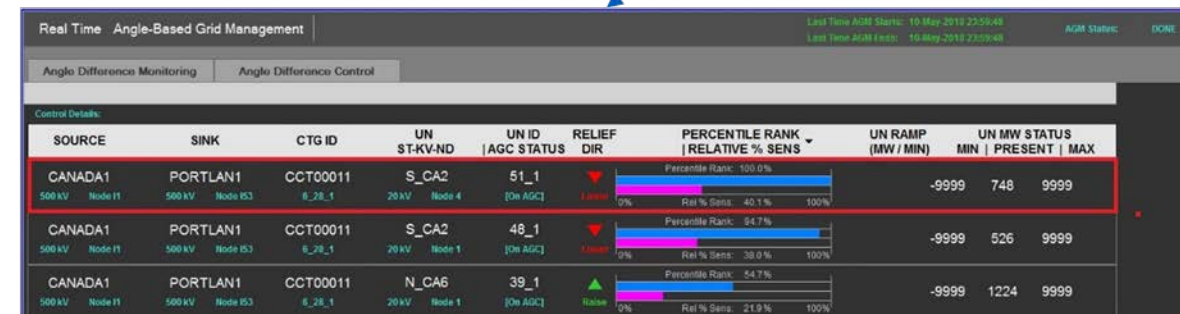 Real Time Angle-Based Grid Management
Last Time AGM Starts: 10-May-2018 23:59:48
Last Time AGM Ends: 10-May-2018 23:59:48
AGM Status: DONE
Angle Difference Monitoring Angle Difference Control
Control Details:
SOURCE SINK CTG ID UN ST-KV-ND UN ID |AGC STATUS RELIEF DIR PERCENTILE RANK |RELATIVE % SENS UN RAMP (MW / MIN) UN MW STATUS MIN | PRESENT | MAX
Percentile Rank: 100.0%
CANADA1 PORTLAN1 CCT00011 S_CA2 51_1 -9999 748 9999
500 kV Node I1 500 kV Node I53 6_28_1 20 kV Node 4 [On AGC] Lower 0% Rel % Sens: 40.1% 100%
Percentile Rank: 94.7%
CANADA1 PORTLAN1 CCT00011 S_CA2 48_1 -9999 526 9999
500 kV Node I1 500 kV Node I53 6_28_1 20 kV Node 1 [On AGC] Lower 0% Rel % Sens: 38.0% 100%
Percentile Rank: 54.7%
CANADA1 PORTLAN1 CCT00011 N_CA6 39_1 -9999 1224 9999
500 kV Node I1 500 kV Node I53 6_28_1 20 kV Node 1 [On AGC] Raise 0% Rel % Sens: 21.9% 100%